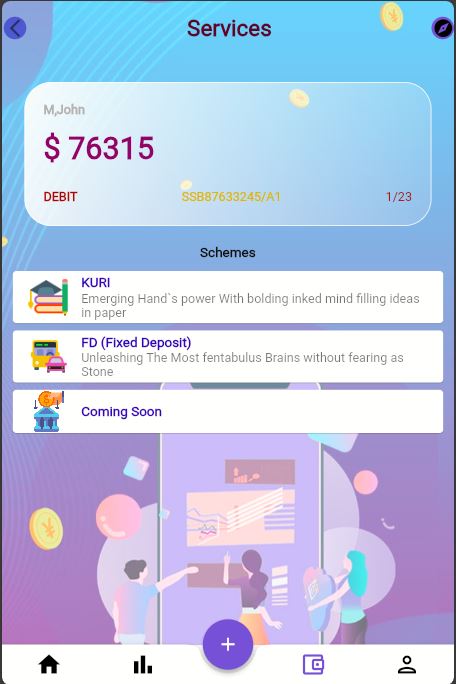 Services
M,John
$ 76315
DEBIT SSB87633245/A1 1/23
Schemes
KURI
Emerging Hand`s power With bolding inked mind filling ideas
in paper
FD (Fixed Deposit)
Unleashing The Most fentabulus Brains without fearing as
Stone
Coming Soon